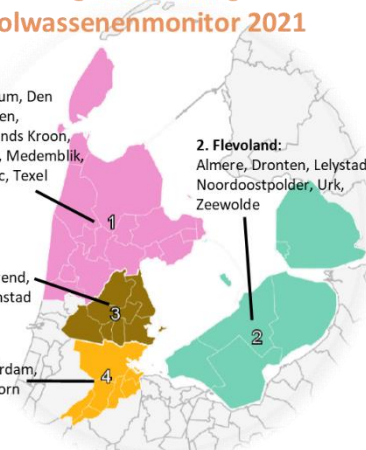 olwassenenmonitor 2021
um, Den
en,
nds Kroon,
, Medemblik,
c, Texel
1
2. Flevoland:
Almere, Dronten, Lelystad
Noordoostpolder, Urk,
Zeewolde
end,
nstad
3
2
rdam,
orn
4